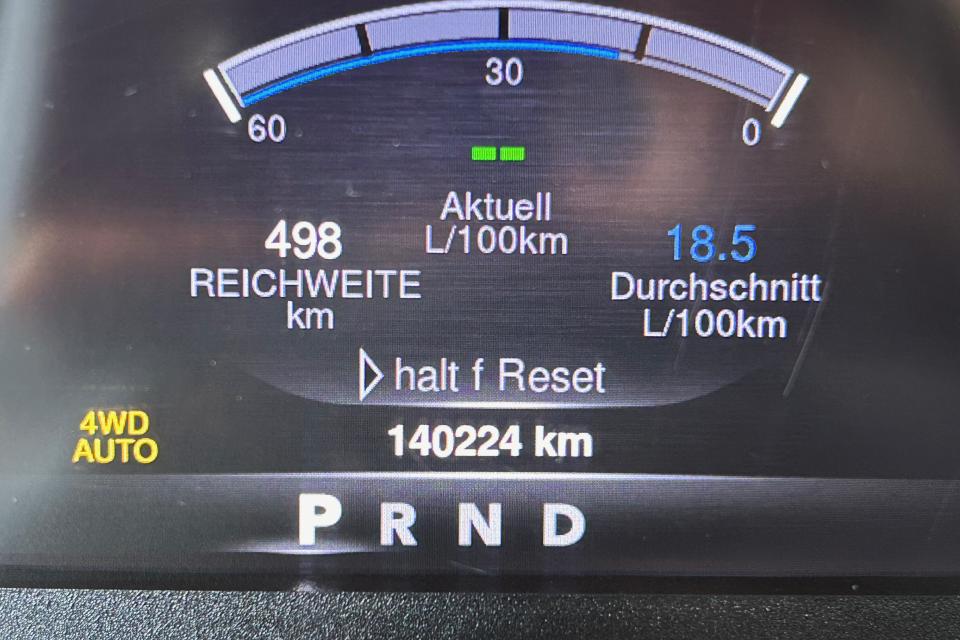 30
60
0
Aktuell
L/100km
498
REICHWEITE
km
18.5
Durchschnitt
L/100km
halt f Reset
4WD
AUTO
140224 km
P R N D